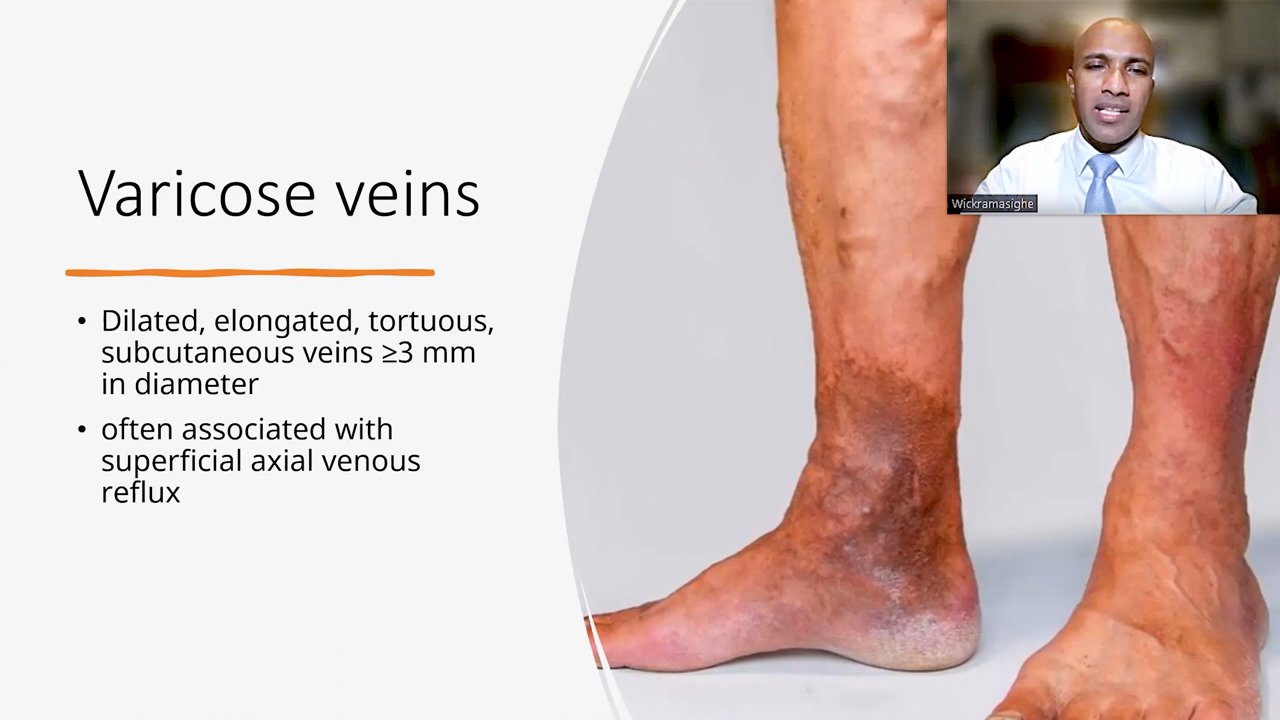 Varicose veins
• Dilated, elongated, tortuous,
subcutaneous veins ≥3 mm
in diameter
• often associated with
superficial axial venous
reflux
Wickramasighe